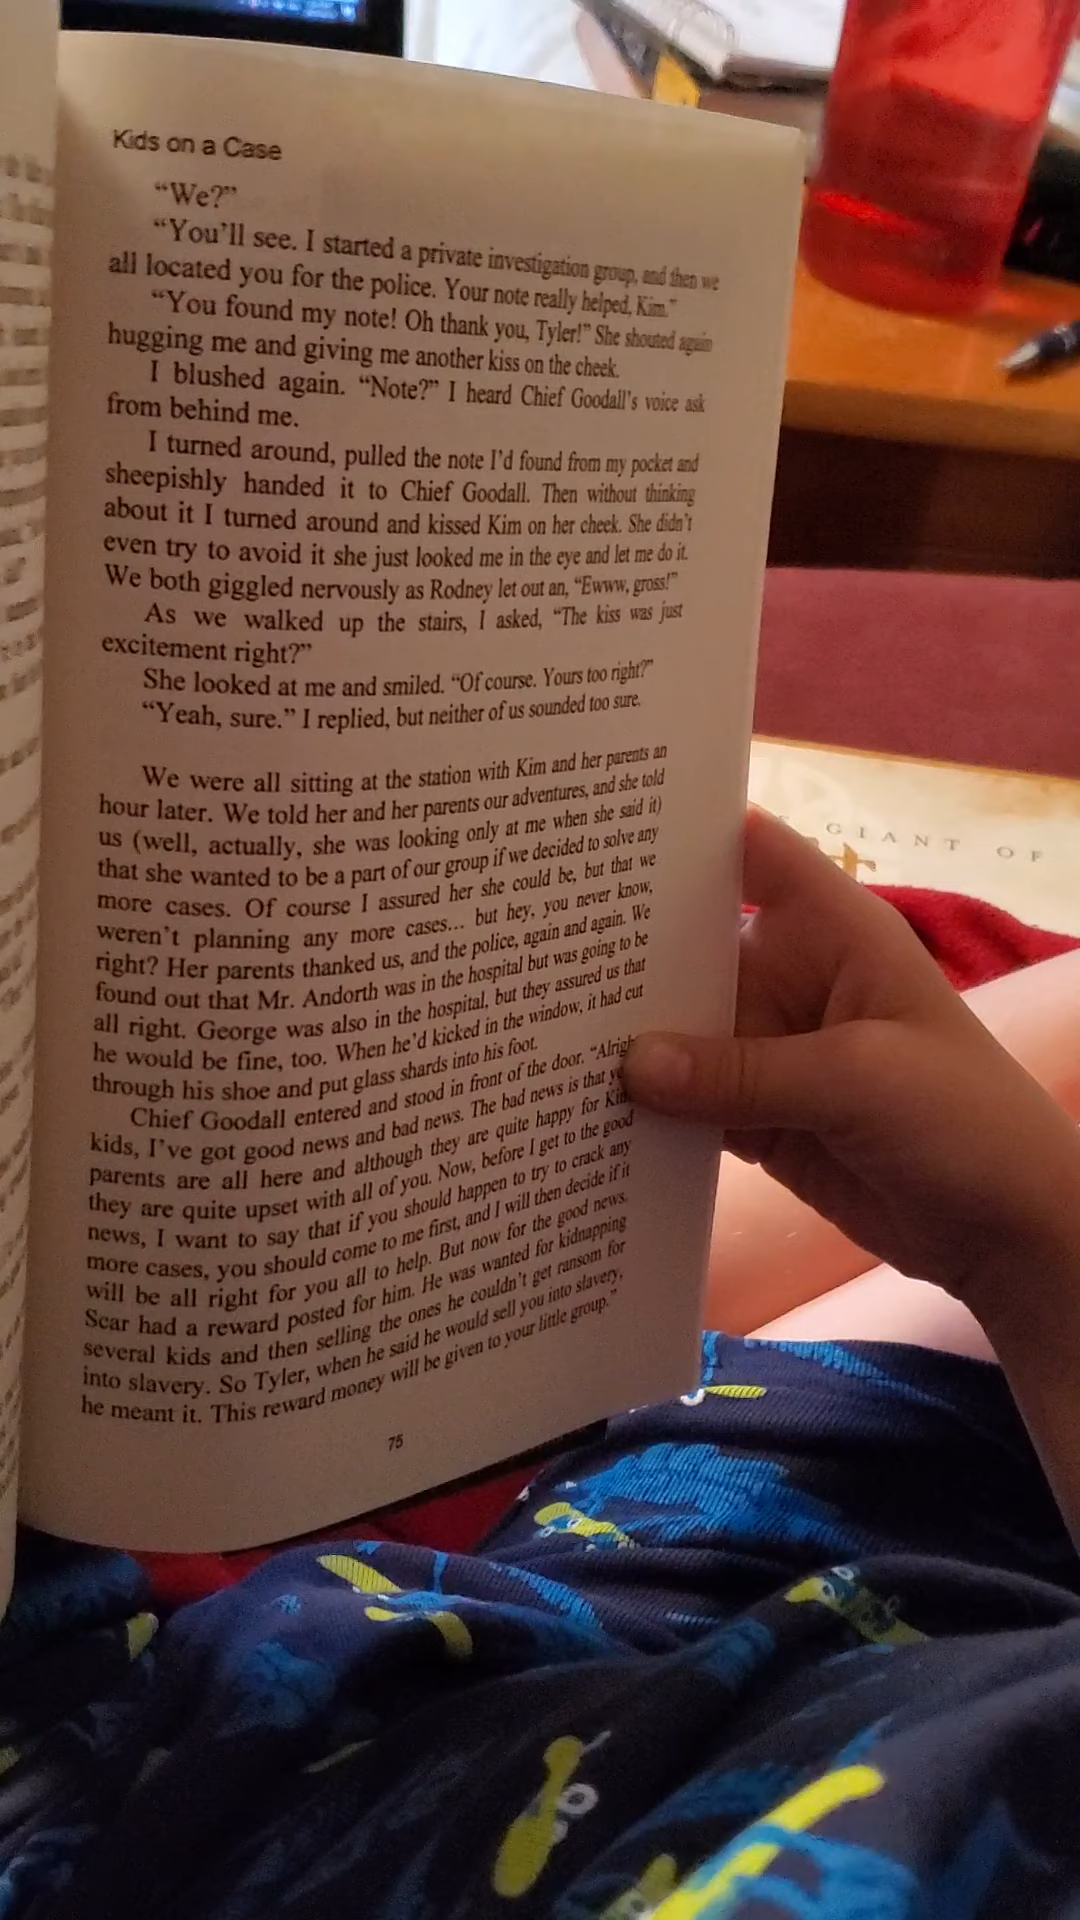 Kids on a Case
“We?”
“You’ll see. I started a private investigation group, and then we
all located you for the police. Your note really helped, Kim.”
“You found my note! Oh thank you, Tyler!” She shouted again
hugging me and giving me another kiss on the cheek.
I blushed again. “Note?” I heard Chief Goodall’s voice ask
from behind me.
I turned around, pulled the note I’d found from my pocket and
sheepishly handed it to Chief Goodall. Then without thinking
about it I turned around and kissed Kim on her cheek. She didn’t
even try to avoid it she just looked me in the eye and let me do it.
We both giggled nervously as Rodney let out an, “Ewww, gross!”
As we walked up the stairs, I asked, “The kiss was just
excitement right?”
She looked at me and smiled. “Of course. Yours too right?”
“Yeah, sure.” I replied, but neither of us sounded too sure.
We were all sitting at the station with Kim and her parents an
hour later. We told her and her parents our adventures, and she told
us (well, actually, she was looking only at me when she said it)
that she wanted to be a part of our group if we decided to solve any
more cases. Of course I assured her she could be, but that we
weren’t planning any more cases... but hey, you never know,
right? Her parents thanked us, and the police, again and again. We
found out that Mr. Andorth was in the hospital but was going to be
all right. George was also in the hospital, but they assured us that
he would be fine, too. When he’d kicked in the window, it had cut
through his shoe and put glass shards into his foot.
Chief Goodall entered and stood in front of the door. “Alrigh
kids, I’ve got good news and bad news. The bad news is that
parents are all here and although they are quite happy for
they are quite upset with all of you. Now, before I get to the good
news, I want to say that if you should happen to try to crack any
more cases, you should come to me first, and I will then decide if it
will be all right for you all to help. But now for the good news.
Scar had a reward posted for him. He was wanted for kidnapping
several kids and then selling the ones he couldn’t get ransom for
into slavery. So Tyler, when he said he would sell you into slavery,
he meant it. This reward money will be given to your little group.”
75
GIANT OF